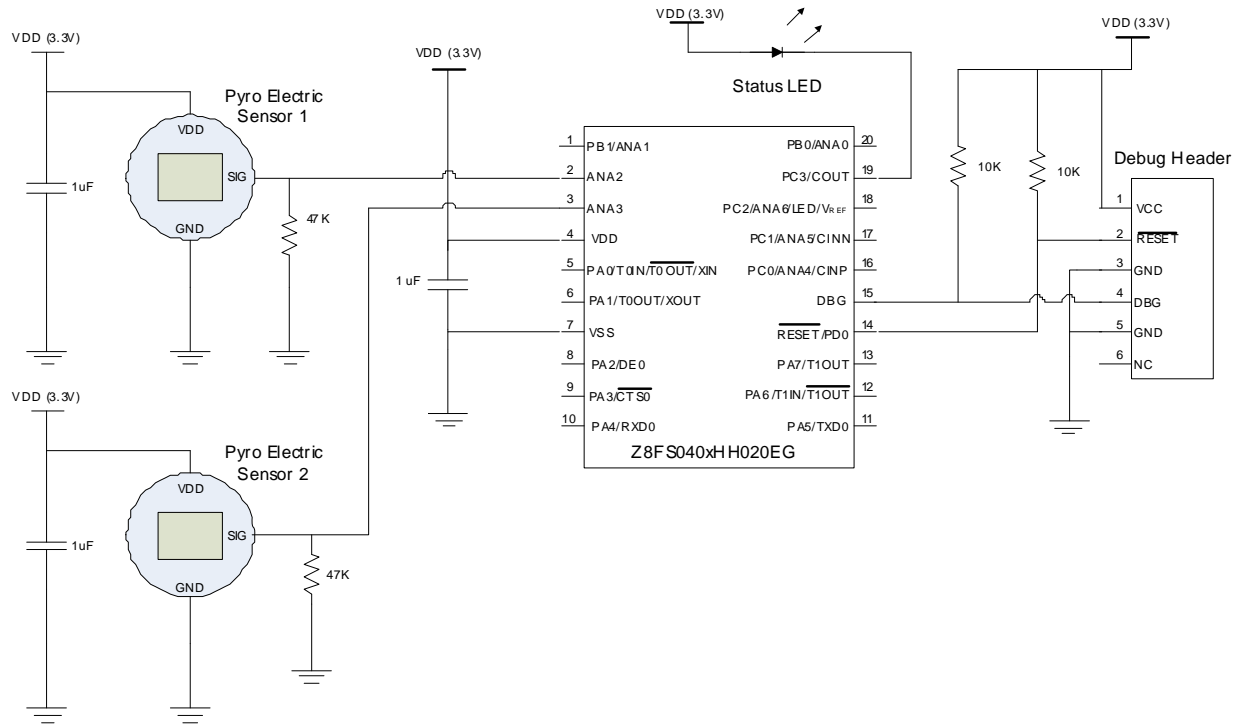 VDD (3.3V)
Pyro Electric
Sensor 1
VDD
SIG
GND
1uF
47K
VDD (3.3V)
Pyro Electric
Sensor 2
VDD
SIG
GND
1uF
47K
VDD (3.3V)
1 uF
VDD (3.3V)
Status LED
1 PB1/ANA1
2 ANA2
3 ANA3
4 VDD
5 PA0/T0IN/T0OUT/XIN
6 PA1/T0OUT/XOUT
7 VSS
8 PA2/DE0
9 PA3/CTS0
10 PA4/RXD0
PB0/ANA0 20
PC3/COUT 19
PC2/ANA6/LED/VREF 18
PC1/ANA5/CINN 17
PC0/ANA4/CINP 16
DBG 15
RESET/PD0 14
PA7/T1OUT 13
PA6/T1IN/T1OUT 12
PA5/TXD0 11
Z8FS040xHH020EG
VDD (3.3V)
10K
10K
Debug Header
1 VCC
2 RESET
3 GND
4 DBG
5 GND
6 NC